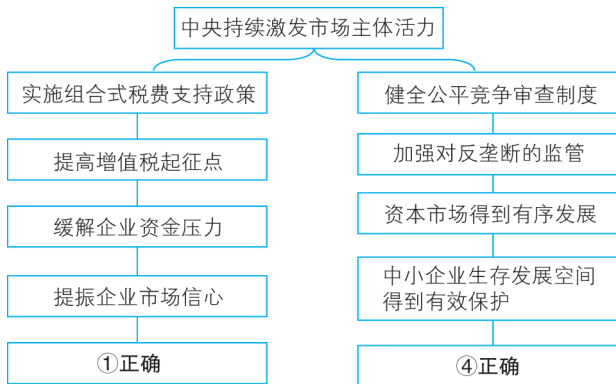 中央持续激发市场主体活力
实施组合式税费支持政策
提高增值税起征点
缓解企业资金压力
提振企业市场信心
①正确
健全公平竞争审查制度
加强对反垄断的监管
资本市场得到有序发展
中小企业生存发展空间
得到有效保护
④正确